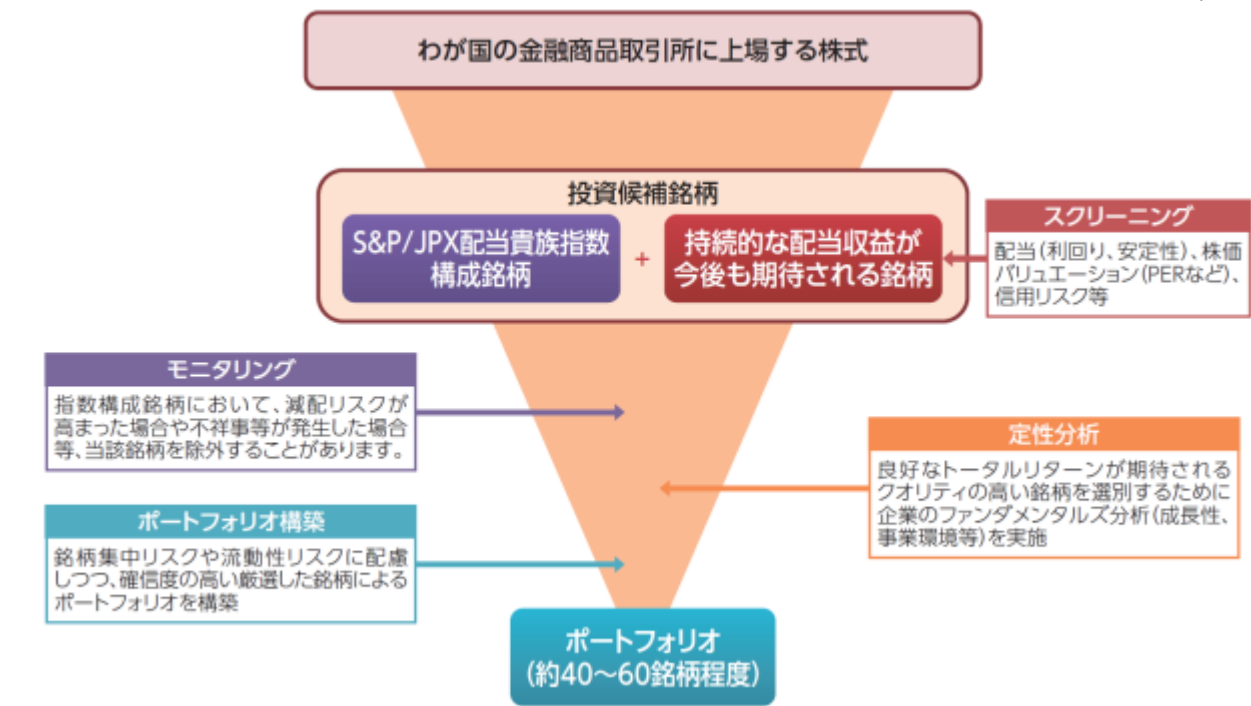 わが国の金融商品取引所に上場する株式
投資候補銘柄
S&P/JPX配当貴族指数
構成銘柄
+
持続的な配当収益が
今後も期待される銘柄
スクリーニング
配当(利回り、安定性)、株価
バリュエーション(PERなど)、
信用リスク等
モニタリング
指数構成銘柄において、減配リスクが
高まった場合や不祥事等が発生した場合
等、当該銘柄を除外することがあります。
定性分析
良好なトータルリターンが期待される
クオリティの高い銘柄を選別するために
企業のファンダメンタルズ分析(成長性、
事業環境等)を実施
ポートフォリオ構築
銘柄集中リスクや流動性リスクに配慮
しつつ、確信度の高い厳選した銘柄による
ポートフォリオを構築
ポートフォリオ
(約40〜60銘柄程度)